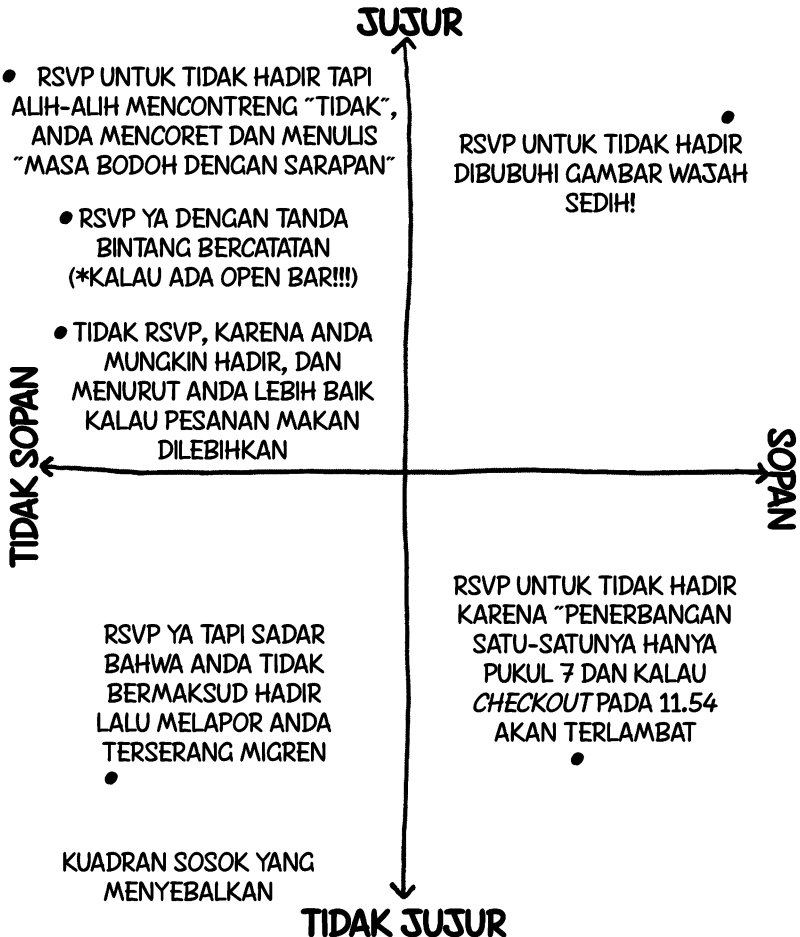 JUJUR
RSVP UNTUK TIDAK HADIR TAPI
ALIH-ALIH MENCONTRENG "TIDAK",
ANDA MENCORET DAN MENULIS
"MASA BODOH DENGAN SARAPAN"
RSVP UNTUK TIDAK HADIR
DIBUBUHI GAMBAR WAJAH
SEDIH!
RSVP YA DENGAN TANDA
BINTANG BERCATATAN
(*KALAU ADA OPEN BAR!!!)
TIDAK RSVP, KARENA ANDA
MUNGKIN HADIR, DAN
MENURUT ANDA LEBIH BAIK
KALAU PESANAN MAKAN
DILEBIHKAN
TIDAK SOPAN
SOPAN
RSVP YA TAPI SADAR
BAHWA ANDA TIDAK
BERMAKSUD HADIR
LALU MELAPOR ANDA
TERSERANG MIGREN
RSVP UNTUK TIDAK HADIR
KARENA "PENERBANGAN
SATU-SATUNYA HANYA
PUKUL 7 DAN KALAU
CHECKOUT PADA 11.54
AKAN TERLAMBAT
KUADRAN SOSOK YANG
MENYEBALKAN
TIDAK JUJUR